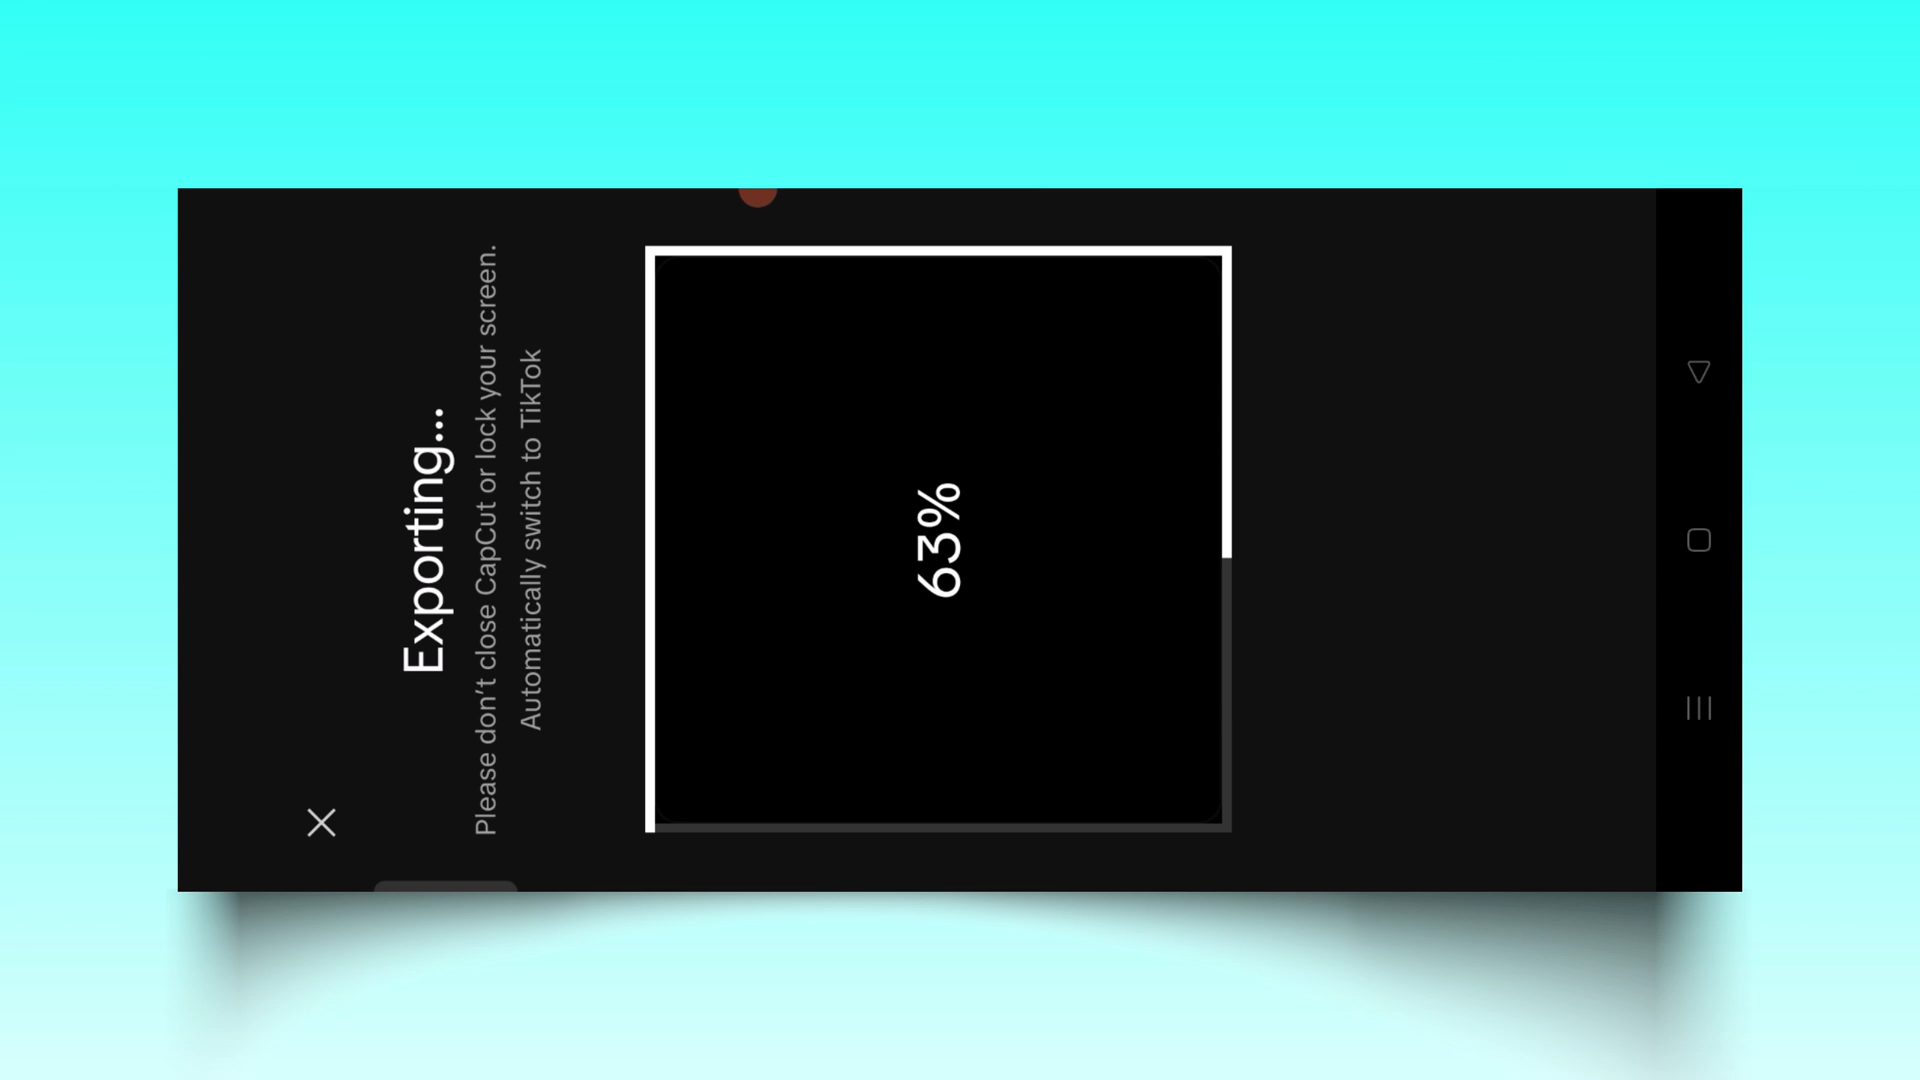 Exporting...
Please don't close CapCut or lock your screen.
Automatically switch to TikTok
63%